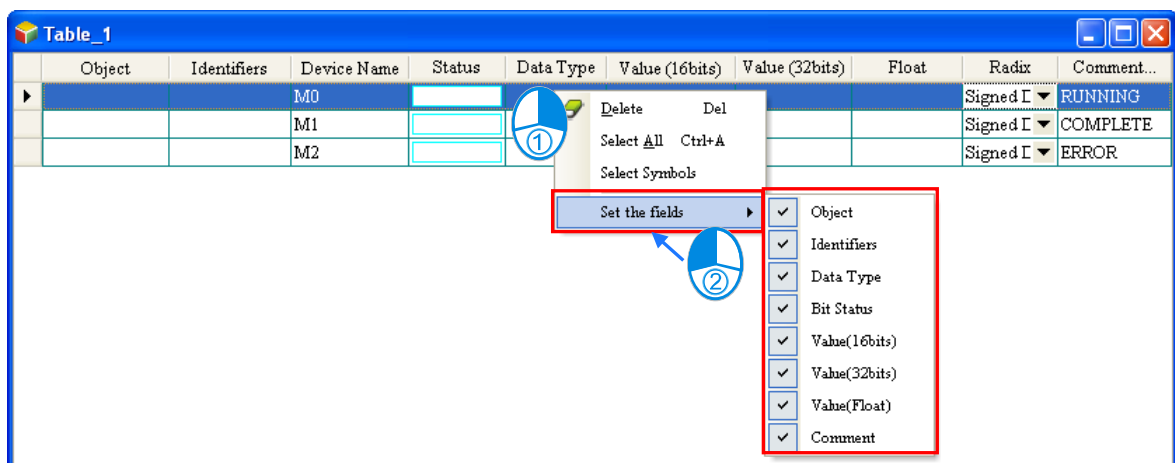 Table_1
Object Identifiers Device Name Status Data Type Value (16bits) Value (32bits) Float Radix Comment...
M0 Signed D RUNNING
M1 Signed D COMPLETE
M2 Signed D ERROR
Delete Del
Select All Ctrl+A
Select Symbols
Set the fields
Object
Identifiers
Data Type
Bit Status
Value(16bits)
Value(32bits)
Value(Float)
Comment
1
2